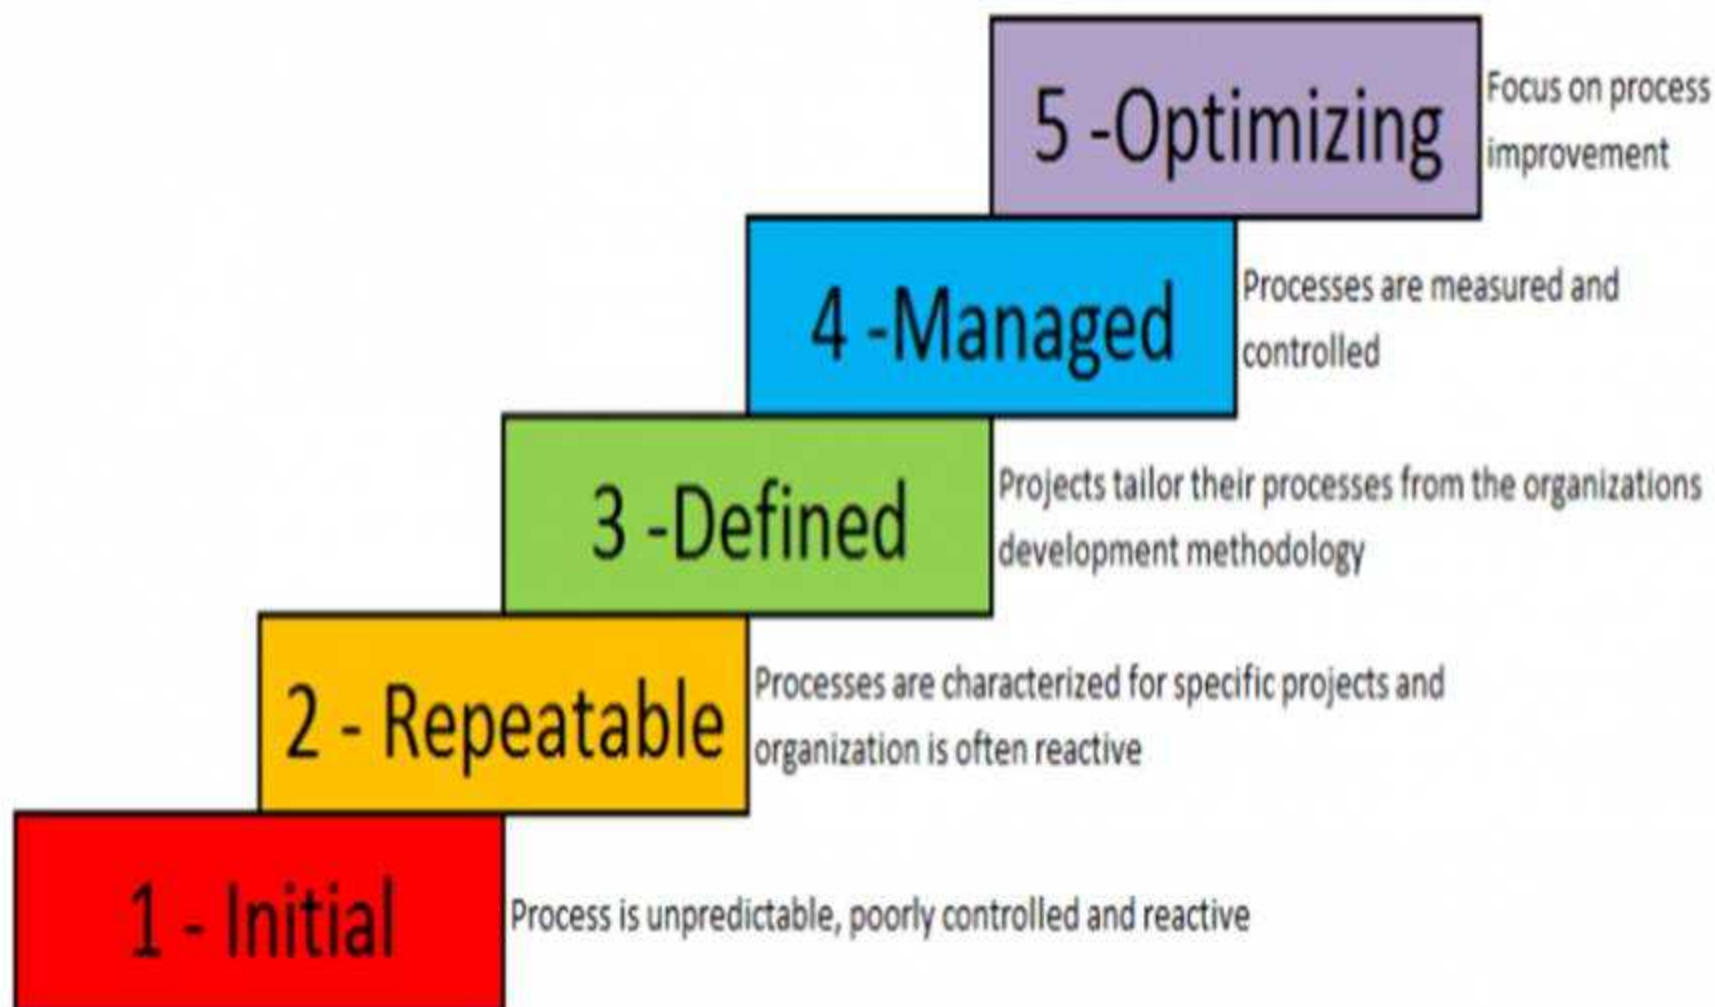 5 -Optimizing
Focus on process
improvement
4 -Managed
Processes are measured and
controlled
3 -Defined
Projects tailor their processes from the organizations
development methodology
2 - Repeatable
Processes are characterized for specific projects and
organization is often reactive
1 - Initial
Process is unpredictable, poorly controlled and reactive